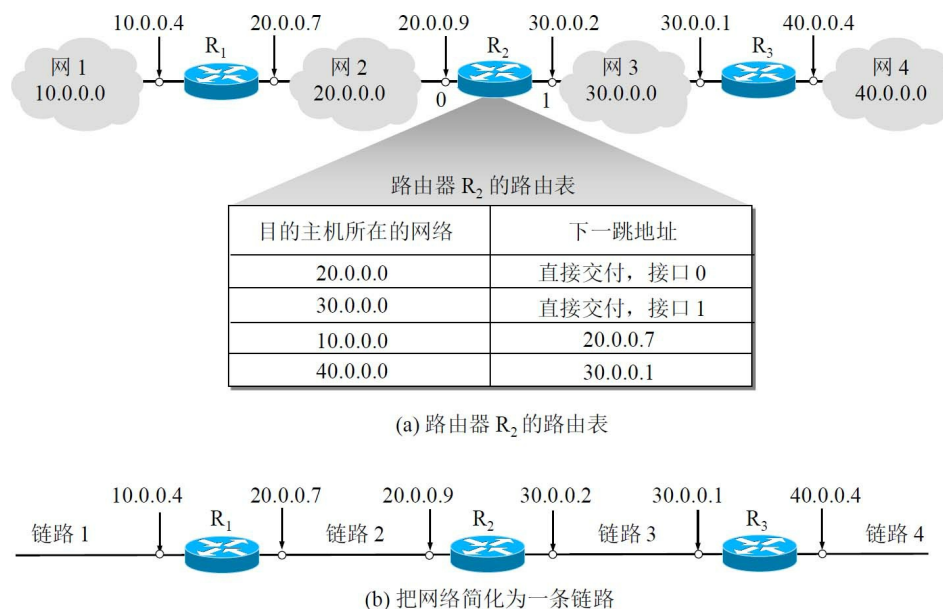 10.0.0.4 R1 20.0.0.7 20.0.0.9 R2 30.0.0.2 30.0.0.1 R3 40.0.0.4
网 1 网 2 网 3 网 4
10.0.0.0 20.0.0.0 30.0.0.0 40.0.0.0
0 1
路由器 R2 的路由表
目的主机所在的网络 下一跳地址
20.0.0.0 直接交付，接口 0
30.0.0.0 直接交付，接口 1
10.0.0.0 20.0.0.7
40.0.0.0 30.0.0.1
(a) 路由器 R2 的路由表
10.0.0.4 20.0.0.7 20.0.0.9 30.0.0.2 30.0.0.1 40.0.0.4
链路 1 R1 链路 2 R2 链路 3 R3 链路 4
(b) 把网络简化为一条链路